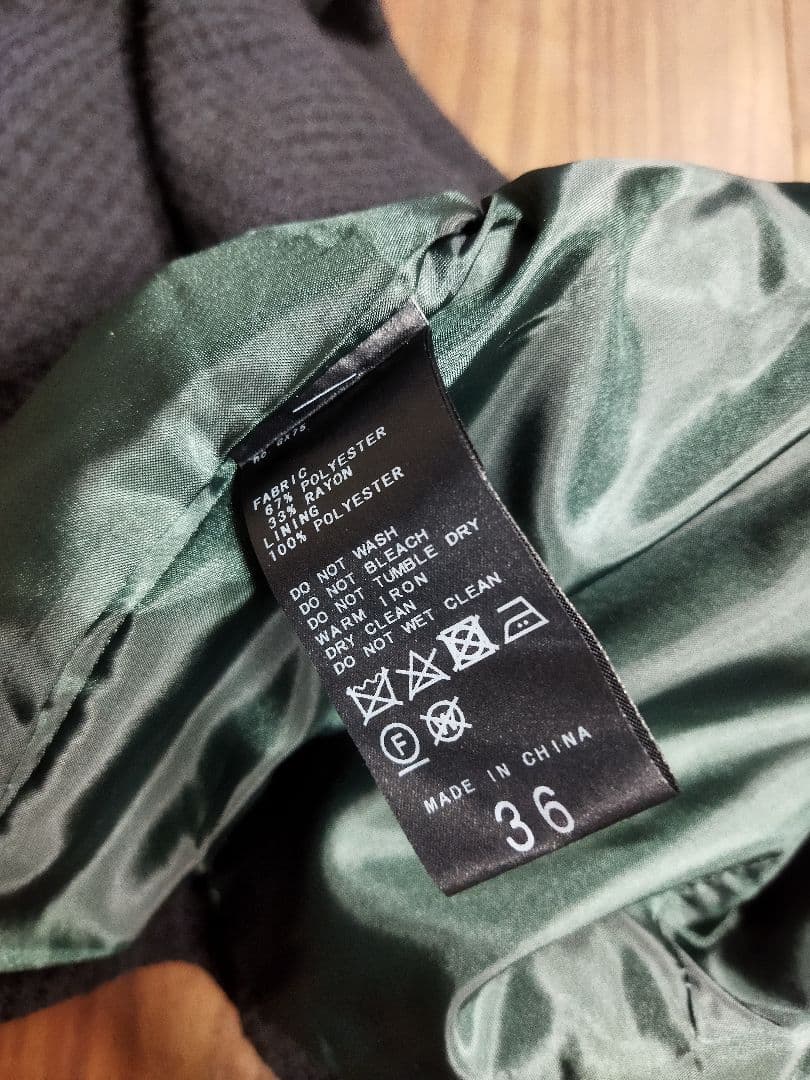 FABRIC
67% POLYESTER
33% RAYON
LINING
100% POLYESTER
DO NOT WASH
DO NOT BLEACH
DO NOT TUMBLE DRY
WARM IRON
DRY CLEAN
DO NOT WET CLEAN
F W
MADE IN CHINA
36